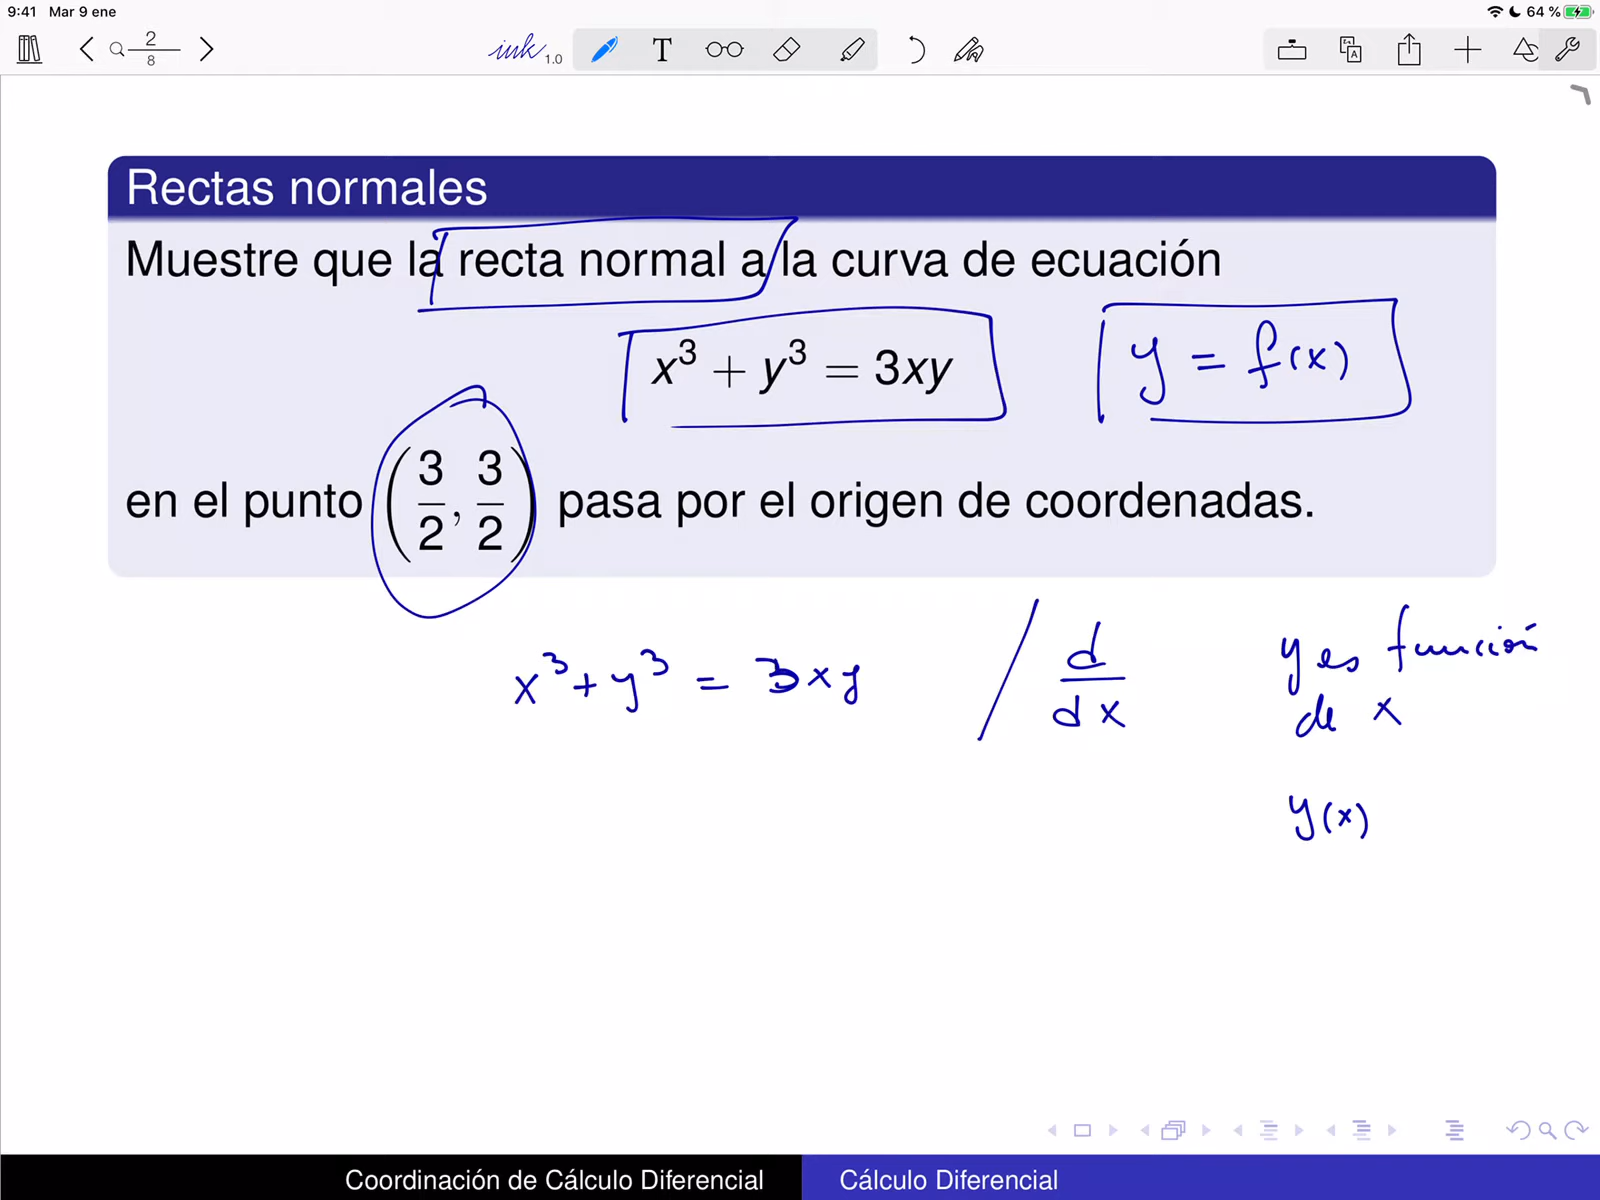 9:41 Mar 9 ene 64 %
2
8
ink 1.0 T
Rectas normales
Muestre que la recta normal a la curva de ecuación
x³ + y³ = 3xy
y = f(x)
en el punto (3/2, 3/2) pasa por el origen de coordenadas.
x³ + y³ = 3xy / d/dx
y es función
de x
y(x)
Coordinación de Cálculo Diferencial Cálculo Diferencial